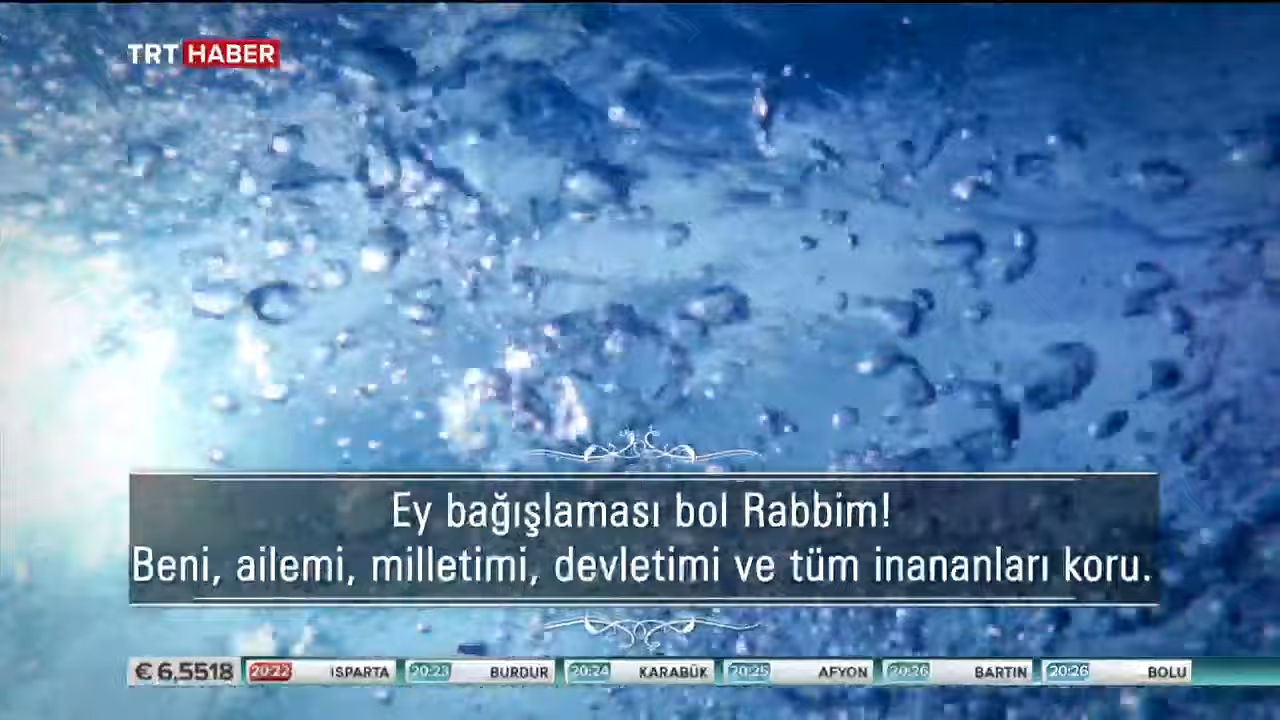 TRT HABER
Ey bağışlaması bol Rabbim!
Beni, ailemi, milletimi, devletimi ve tüm inananları koru.
€ 6,5518 20:22 ISPARTA 20:23 BURDUR 20:24 KARABÜK 20:25 AFYON 20:26 BARTIN 20:26 BOLU